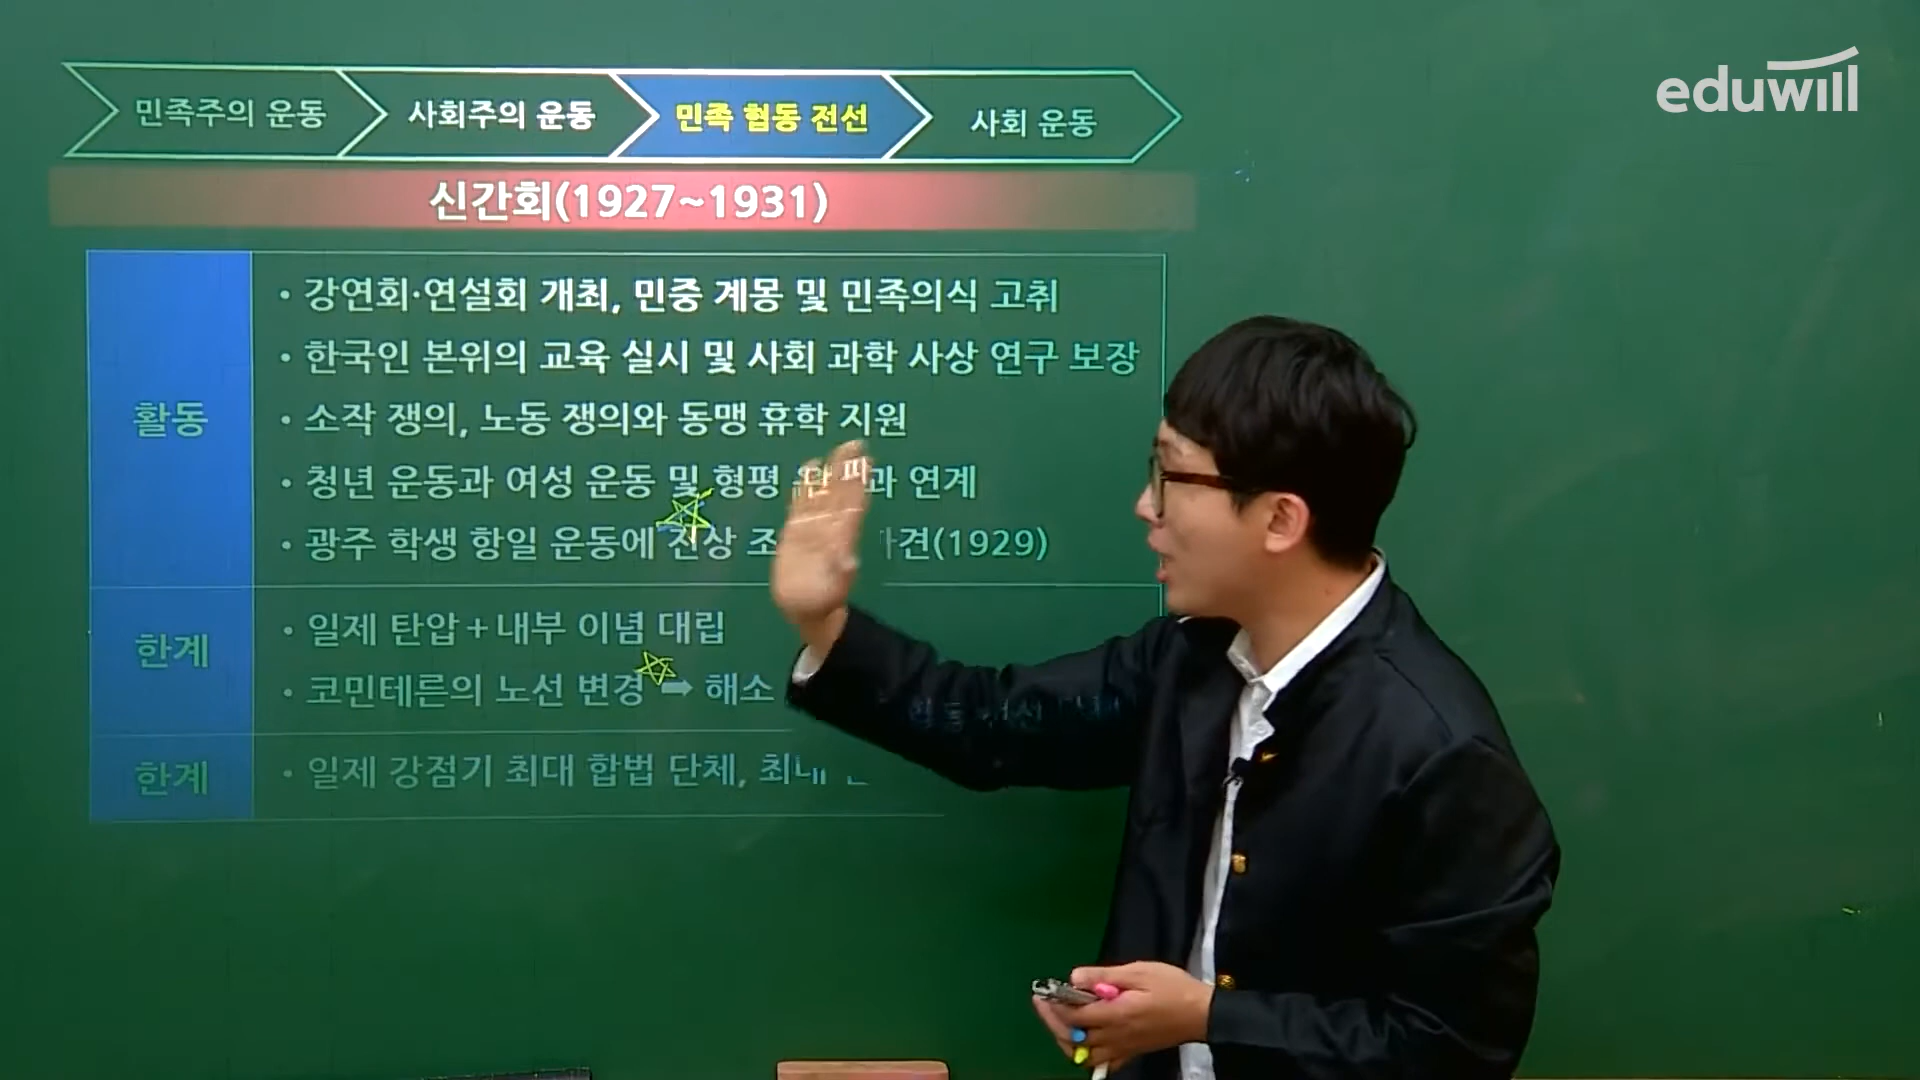 eduwill
민족주의 운동
사회주의 운동
민족 협동 전선
사회 운동
신간회(1927~1931)
활동
• 강연회·연설회 개최, 민중 계몽 및 민족의식 고취
• 한국인 본위의 교육 실시 및 사회 과학 사상 연구 보장
• 소작 쟁의, 노동 쟁의와 동맹 휴학 지원
• 청년 운동과 여성 운동 및 형평 연계
• 광주 학생 항일 운동에 진상 (1929)
한계
• 일제 탄압+내부 이념 대립
• 코민테른의 노선 변경 ➡ 해소
한계
• 일제 강점기 최대 합법 단체,